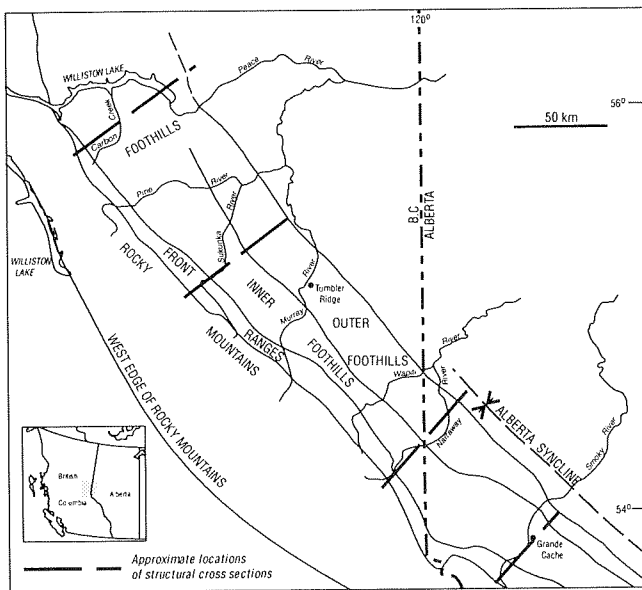 120°
WILLISTON LAKE
Peace
River
56°
Creek
Carbon
FOOTHILLS
50 km
Pine
River
River
Sukunka
B.C.
ALBERTA
WILLISTON
LAKE
ROCKY
FRONT
INNER
River
Tumbler
Ridge
Murray
OUTER
MOUNTAINS
RANGES
FOOTHILLS
FOOTHILLS
Wapiti
River
River
Narraway
WEST EDGE OF ROCKY MOUNTAINS
ALBERTA SYNCLINE
Smoky
River
British
Columbia
Alberta
54°
Grande
Cache
Approximate locations
of structural cross sections